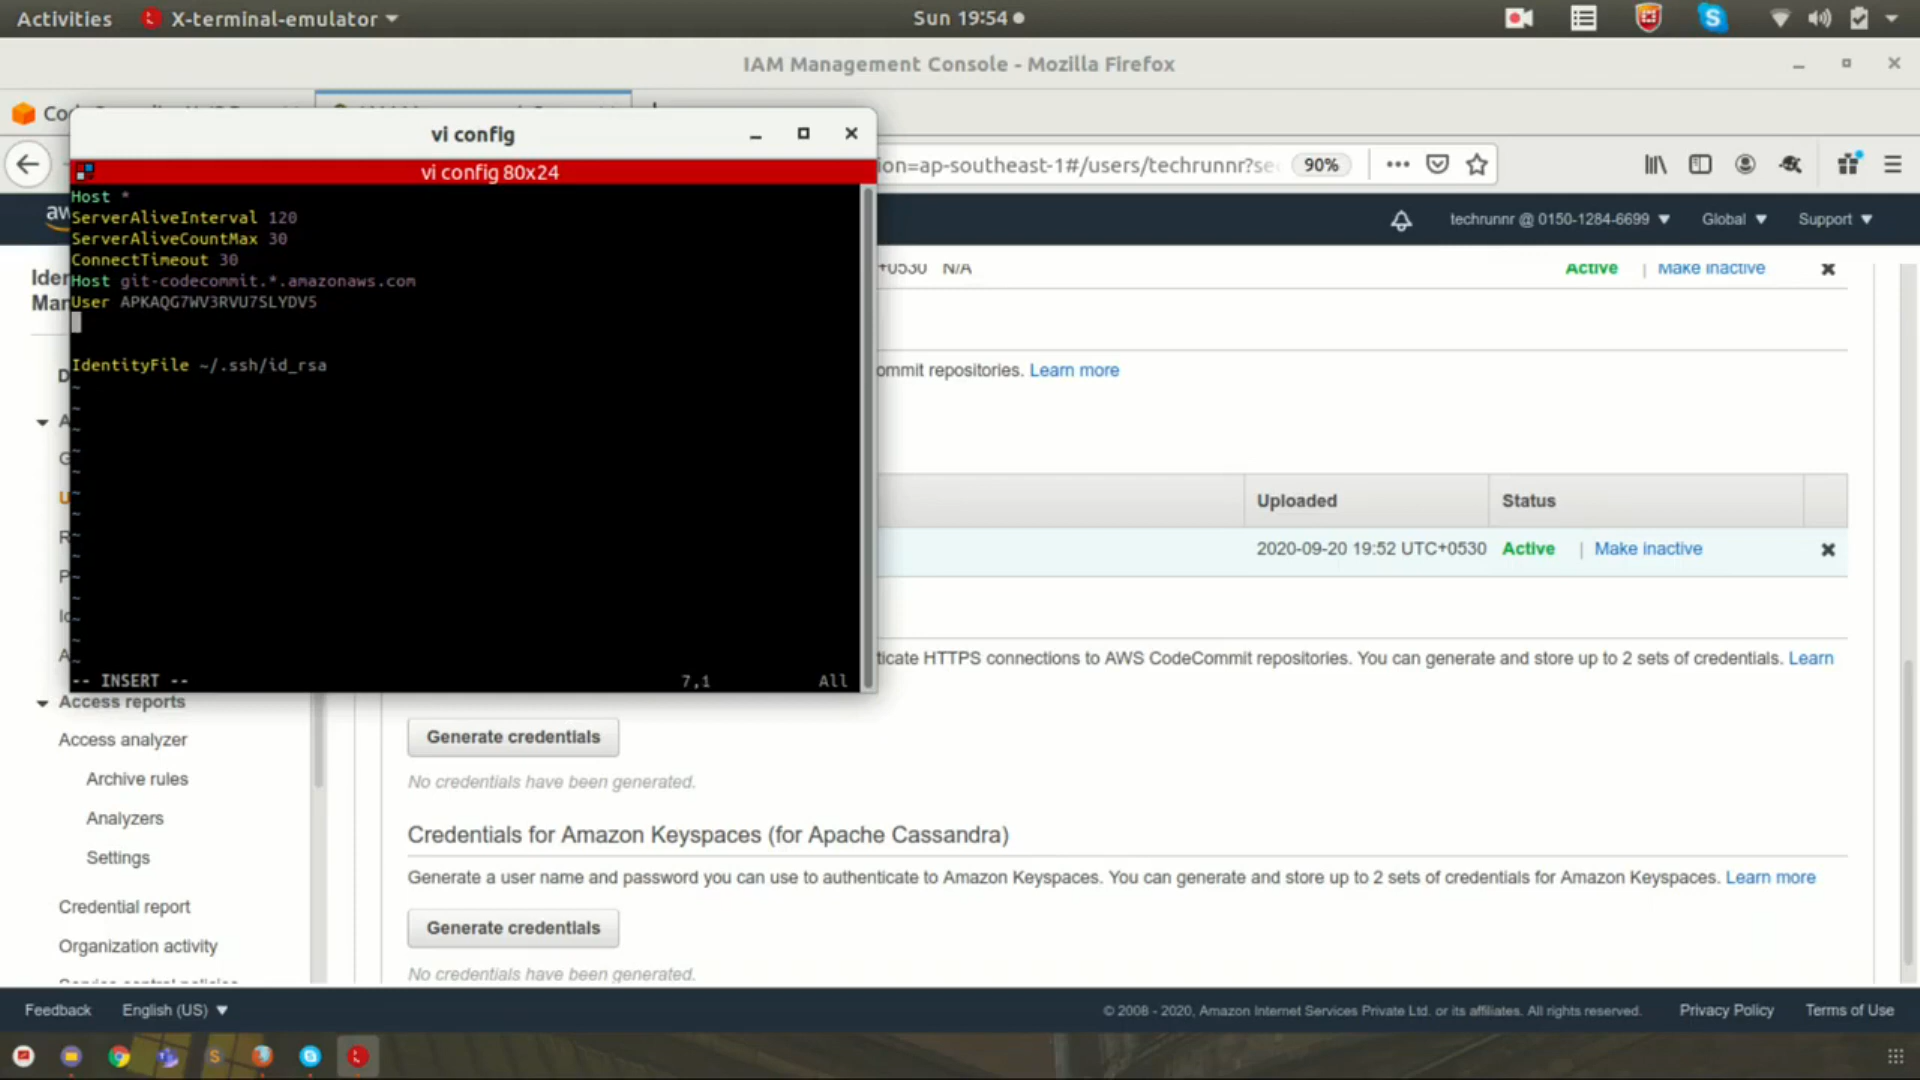 Activities
X-terminal-emulator
Sun 19:54
IAM Management Console - Mozilla Firefox
vi config
vi config 80x24
ion=ap-southeast-1#/users/techrunnr?se
90%
techrunnr @ 0150-1284-6699
Global
Support
Host *
ServerAliveInterval 120
ServerAliveCountMax 30
ConnectTimeout 30
Host git-codecommit.*.amazonaws.com
User APKAQG7WV3RVU7SLYDV5
IdentityFile ~/.ssh/id_rsa
~
~
~
~
~
~
~
~
~
~
~
~
~
~
-- INSERT --
7,1
All
+0530 N/A
Active
| Make inactive
ommit repositories. Learn more
Uploaded
Status
2020-09-20 19:52 UTC+0530
Active
| Make inactive
ticate HTTPS connections to AWS CodeCommit repositories. You can generate and store up to 2 sets of credentials. Learn
Access reports
Access analyzer
Archive rules
Analyzers
Settings
Credential report
Organization activity
Generate credentials
No credentials have been generated.
Credentials for Amazon Keyspaces (for Apache Cassandra)
Generate a user name and password you can use to authenticate to Amazon Keyspaces. You can generate and store up to 2 sets of credentials for Amazon Keyspaces. Learn more
Generate credentials
No credentials have been generated.
Feedback
English (US)
© 2008 - 2020, Amazon Internet Services Private Ltd. or its affiliates. All rights reserved.
Privacy Policy
Terms of Use